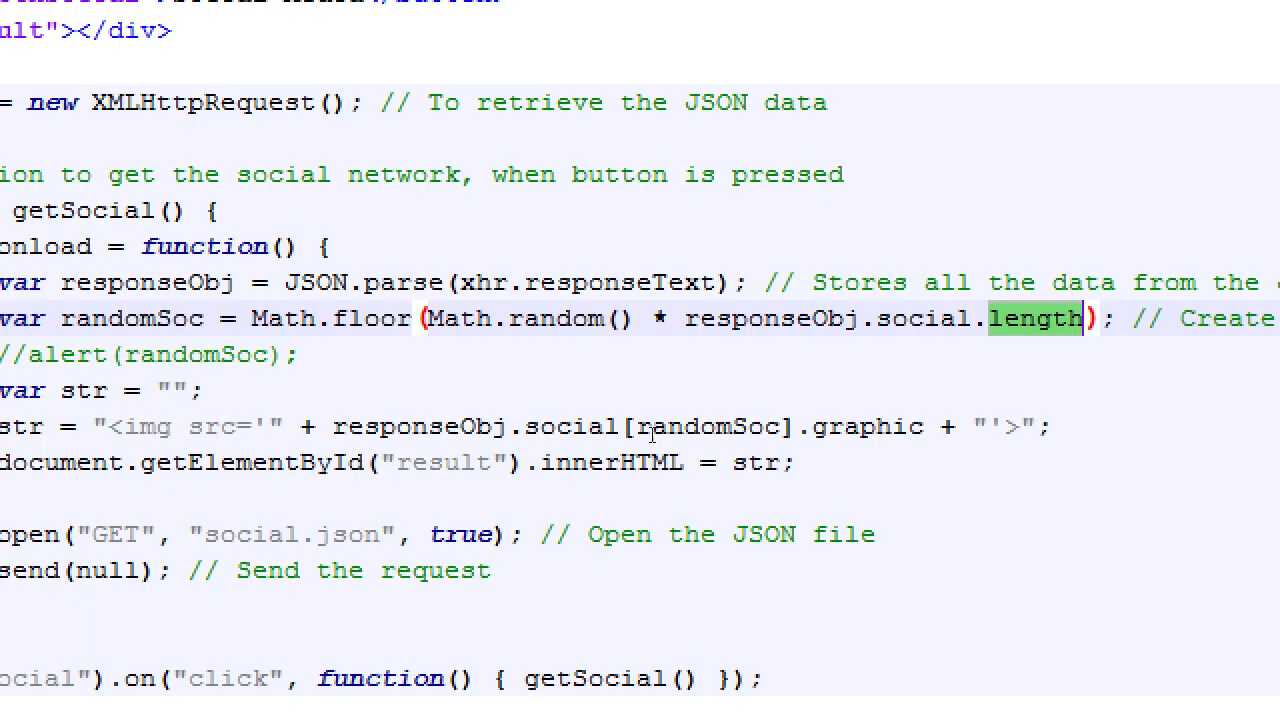 ult"></div>
= new XMLHttpRequest(); // To retrieve the JSON data
ion to get the social network, when button is pressed
getSocial() {
onload = function() {
var responseObj = JSON.parse(xhr.responseText); // Stores all the data from the
var randomSoc = Math.floor(Math.random() * responseObj.social.length); // Create
//alert(randomSoc);
var str = "";
str = "<img src='" + responseObj.social[randomSoc].graphic + "'>";
document.getElementById("result").innerHTML = str;
open("GET", "social.json", true); // Open the JSON file
send(null); // Send the request
ocial").on("click", function() { getSocial() });